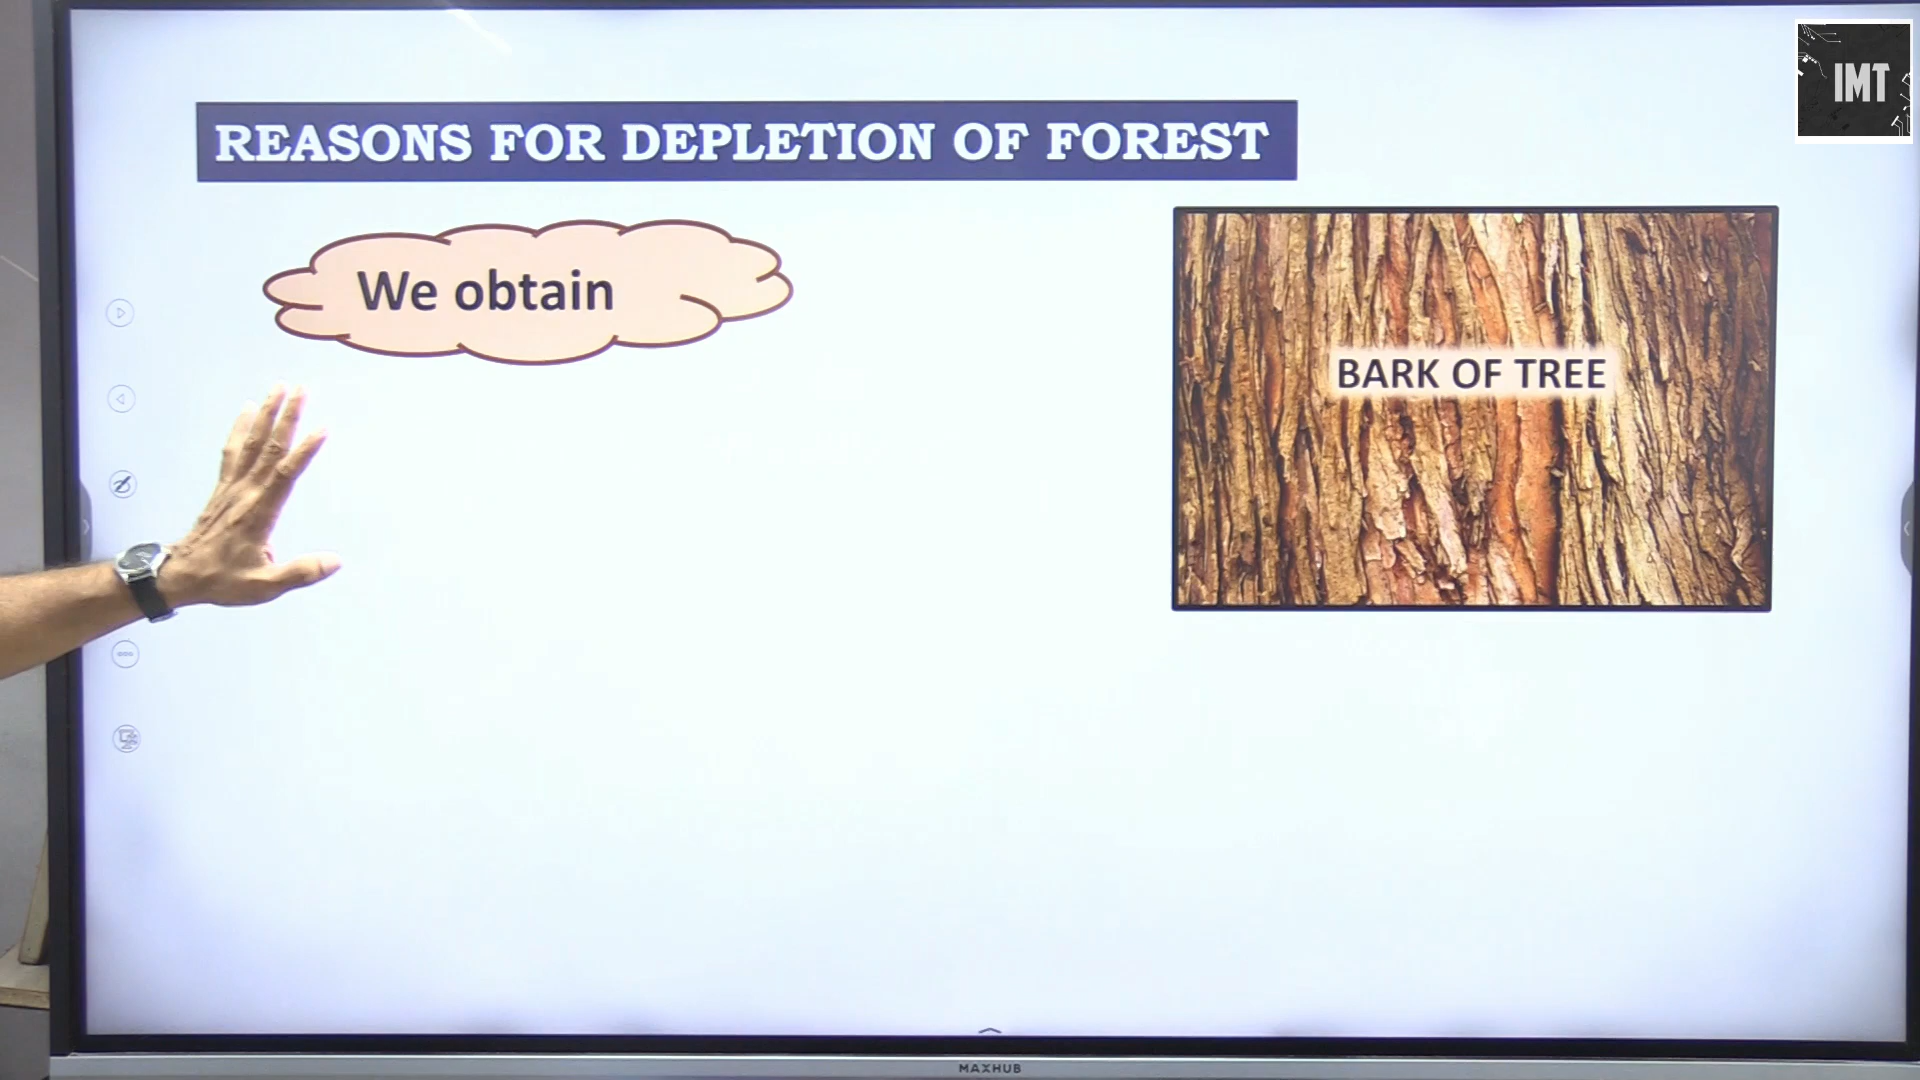 IMT
REASONS FOR DEPLETION OF FOREST
We obtain
BARK OF TREE
MAXHUB